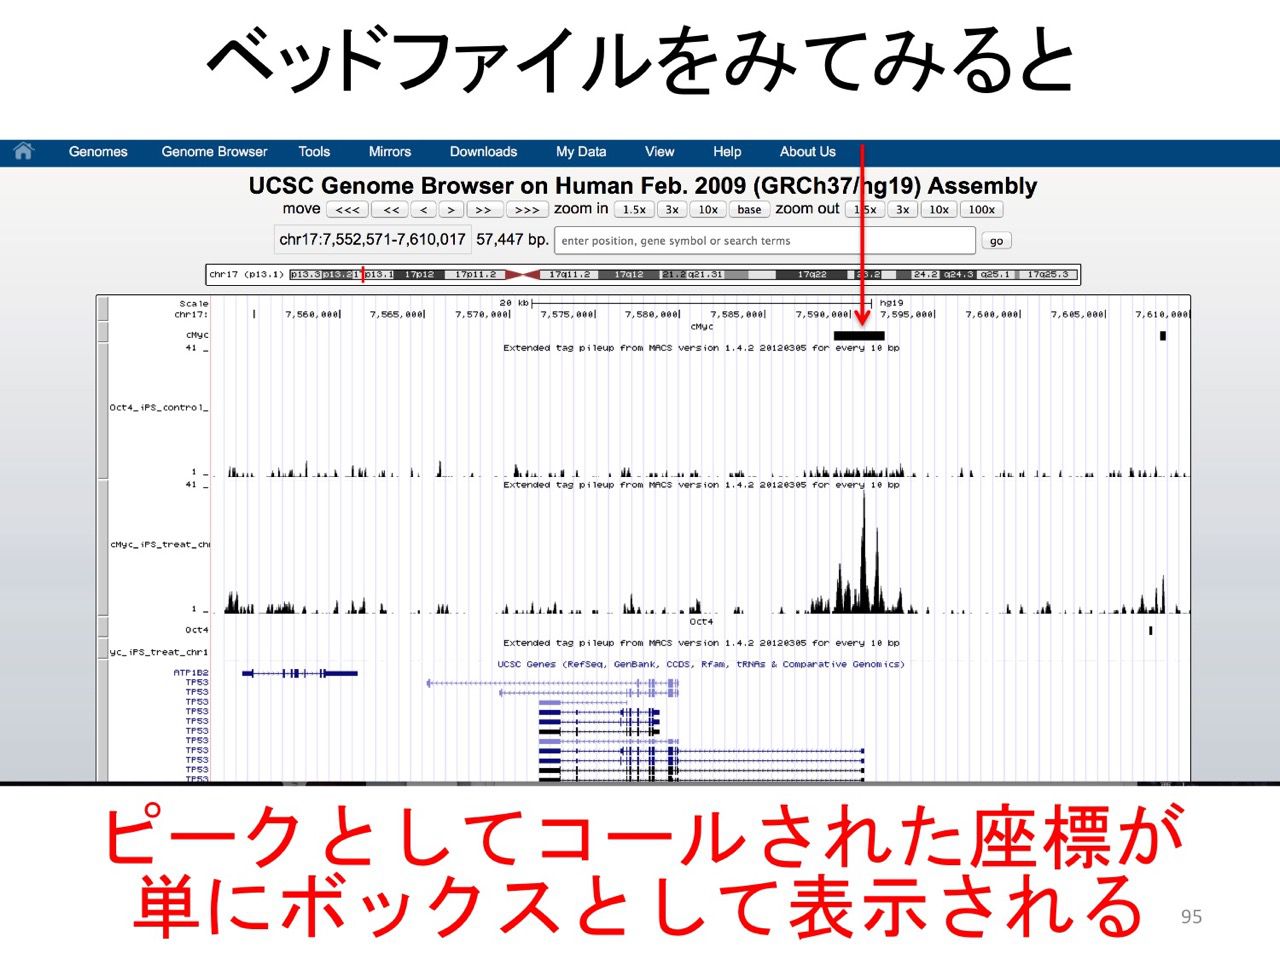 ベッドファイルをみてみると
Genomes Genome Browser Tools Mirrors Downloads My Data View Help About Us
UCSC Genome Browser on Human Feb. 2009 (GRCh37/hg19) Assembly
move <<< << < > >> >>> zoom in 1.5x 3x 10x base zoom out 1.5x 3x 10x 100x
chr17:7,552,571-7,610,017 57,447 bp. enter position, gene symbol or search terms go
chr17 (p13.1) p13.3 p13.2 p13.1 17p12 17p11.2 17q11.2 17q12 21.2 q21.31 17q22 24.2 q24.3 q25.1 17q25.3
Scale 20 kb hg19
chr17: 7,560,000 7,565,000 7,570,000 7,575,000 7,580,000 7,585,000 7,590,000 7,595,000 7,600,000 7,605,000 7,610,000
cMyc
cMyc
41 _ Extended tag pileup from MACS version 1.4.2 20120305 for every 10 bp
Oct4_iPS_control_
1 _
41 _ Extended tag pileup from MACS version 1.4.2 20120305 for every 10 bp
cMyc_iPS_treat_chr
1 _
Oct4
Oct4
Extended tag pileup from MACS version 1.4.2 20120305 for every 10 bp
yc_iPS_treat_chr1
UCSC Genes (RefSeq, GenBank, CCDS, Rfam, tRNAs & Comparative Genomics)
ATP1B2
TP53
TP53
TP53
TP53
TP53
TP53
TP53
TP53
TP53
TP53
TP53
ピークとしてコールされた座標が
単にボックスとして表示される
95